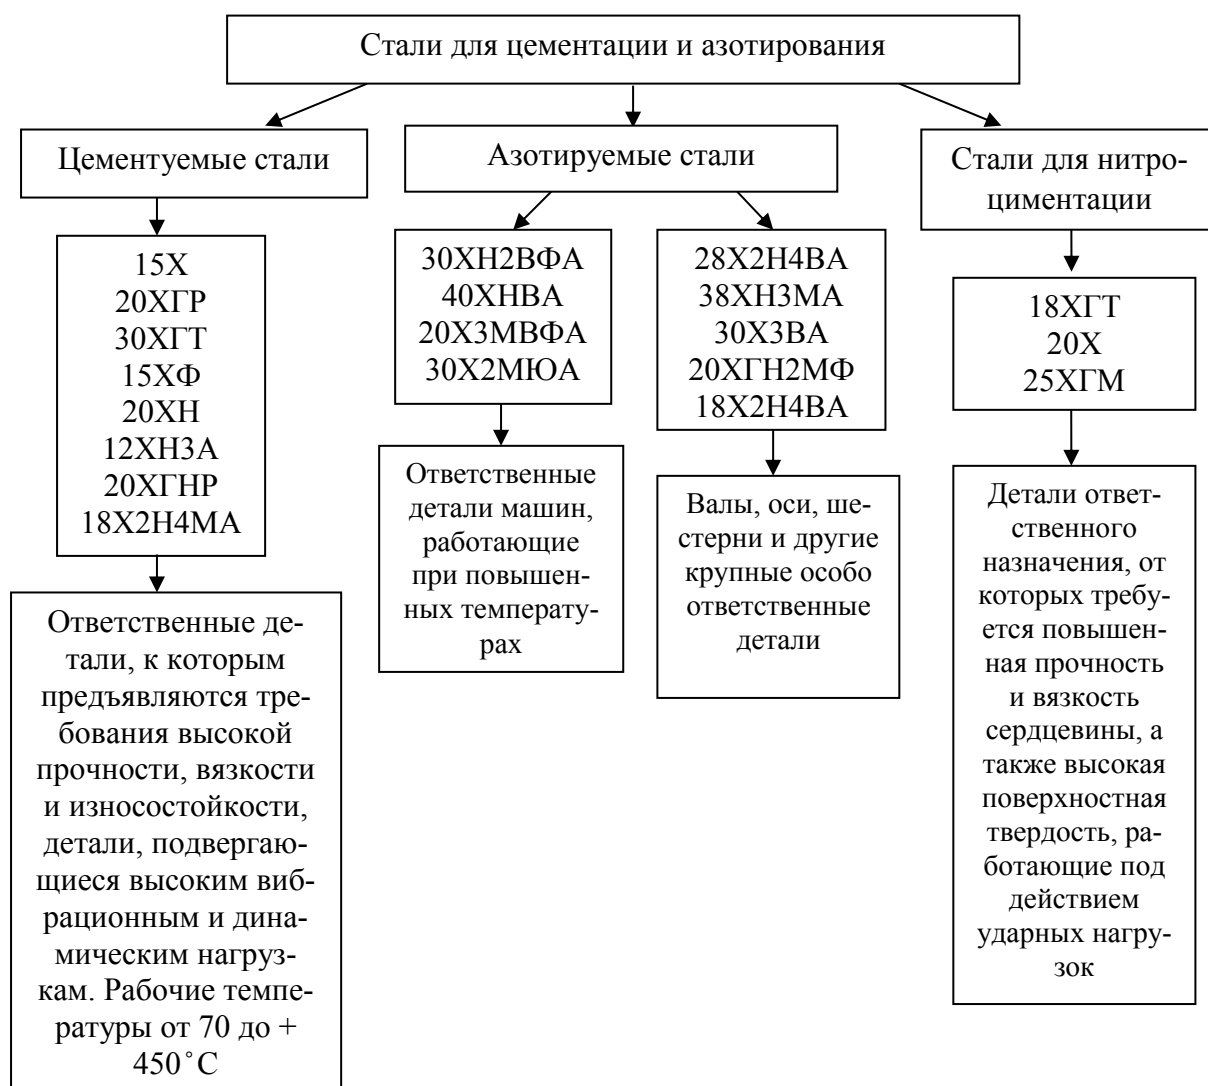 Стали для цементации и азотирования
Цементуемые стали
Азотируемые стали
Стали для нитро-
циментации
15Х
20ХГР
30ХГТ
15ХФ
20ХН
12ХН3А
20ХГНР
18Х2Н4МА
30ХН2ВФА
40ХНВА
20Х3МВФА
30Х2МЮА
28Х2Н4ВА
38ХН3МА
30Х3ВА
20ХГН2МФ
18Х2Н4ВА
18ХГТ
20Х
25ХГМ
Ответственные де-
тали, к которым
предъявляются тре-
бования высокой
прочности, вязкости
и износостойкости,
детали, подвергаю-
щиеся высоким виб-
рационным и дина-
мическим нагруз-
кам. Рабочие темпе-
ратуры от 70 до +
450˚С
Ответственные
детали машин,
работающие
при повышен-
ных температу-
рах
Валы, оси, ше-
стерни и другие
крупные особо
ответственные
детали
Детали ответ-
ственного
назначения, от
которых требу-
ется повышен-
ная прочность
и вязкость
сердцевины, а
также высокая
поверхностная
твердость, ра-
ботающие под
действием
ударных нагру-
зок